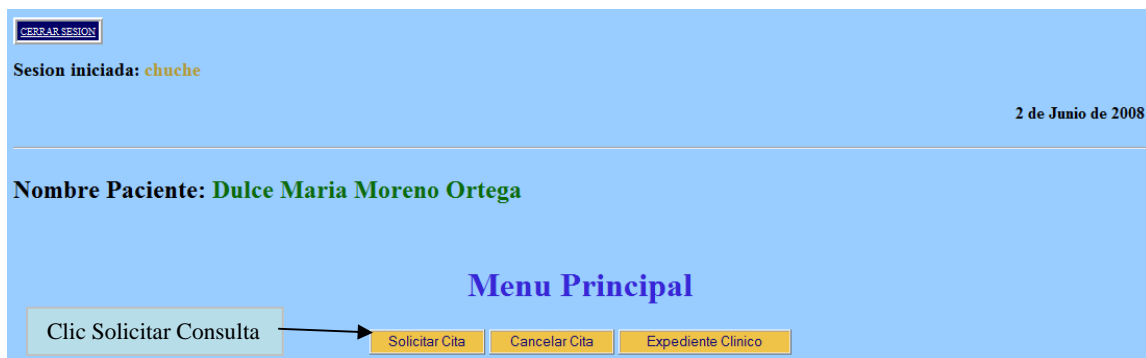 CERRAR SESION
Sesion iniciada: chuche
2 de Junio de 2008
Nombre Paciente: Dulce Maria Moreno Ortega
Menu Principal
Clic Solicitar Consulta
Solicitar Cita Cancelar Cita Expediente Clinico